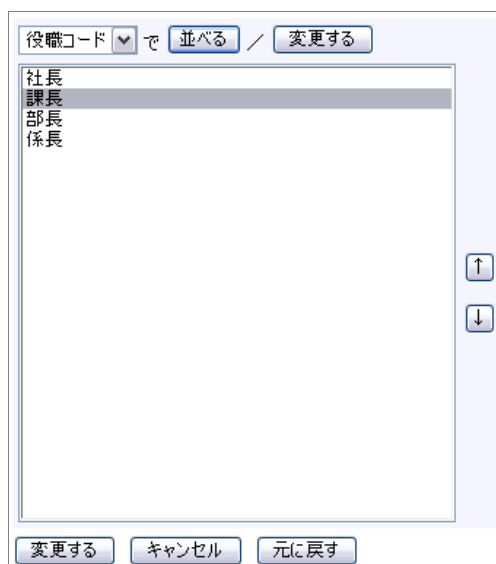 役職コード で 並べる / 変更する
社長
課長
部長
係長
↑
↓
変更する キャンセル 元に戻す